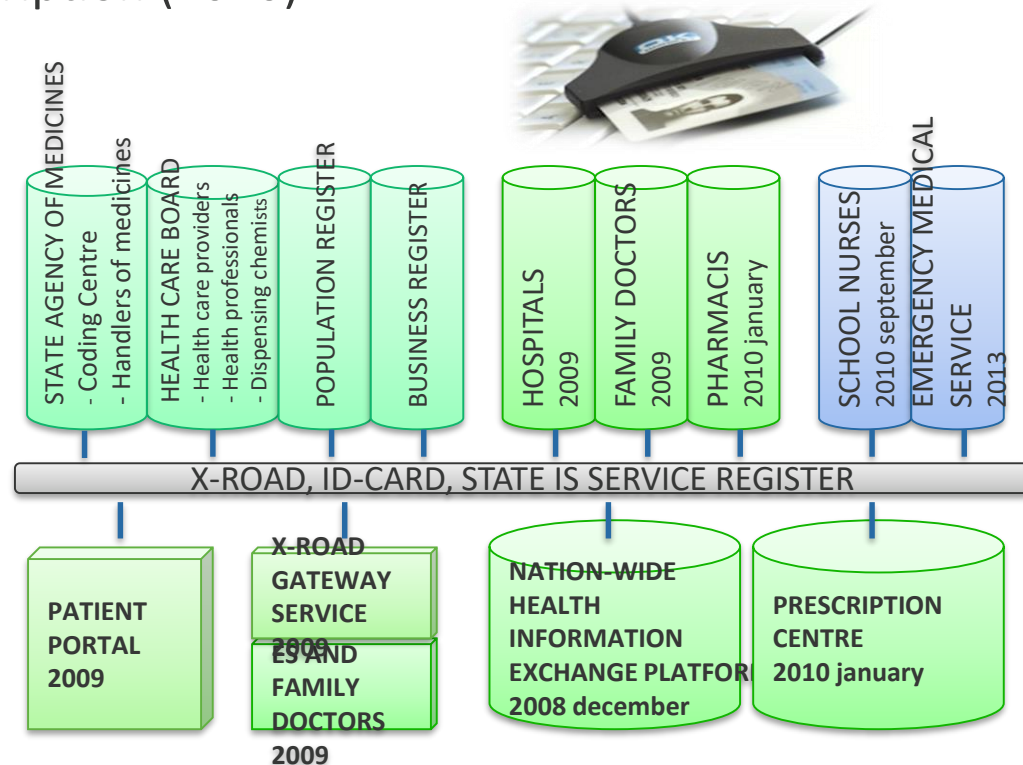 STATE AGENCY OF MEDICINES
- Coding Centre
- Handlers of medicines
HEALTH CARE BOARD
- Health care providers
- Health professionals
- Dispensing chemists
POPULATION REGISTER
BUSINESS REGISTER
HOSPITALS
2009
FAMILY DOCTORS
2009
PHARMACIS
2010 january
SCHOOL NURSES
2010 september
EMERGENCY MEDICAL
SERVICE
2013
X-ROAD, ID-CARD, STATE IS SERVICE REGISTER
PATIENT
PORTAL
2009
X-ROAD
GATEWAY
SERVICE
2009
ES AND
FAMILY
DOCTORS
2009
NATION-WIDE
HEALTH
INFORMATION
EXCHANGE PLATFOR
2008 december
PRESCRIPTION
CENTRE
2010 january